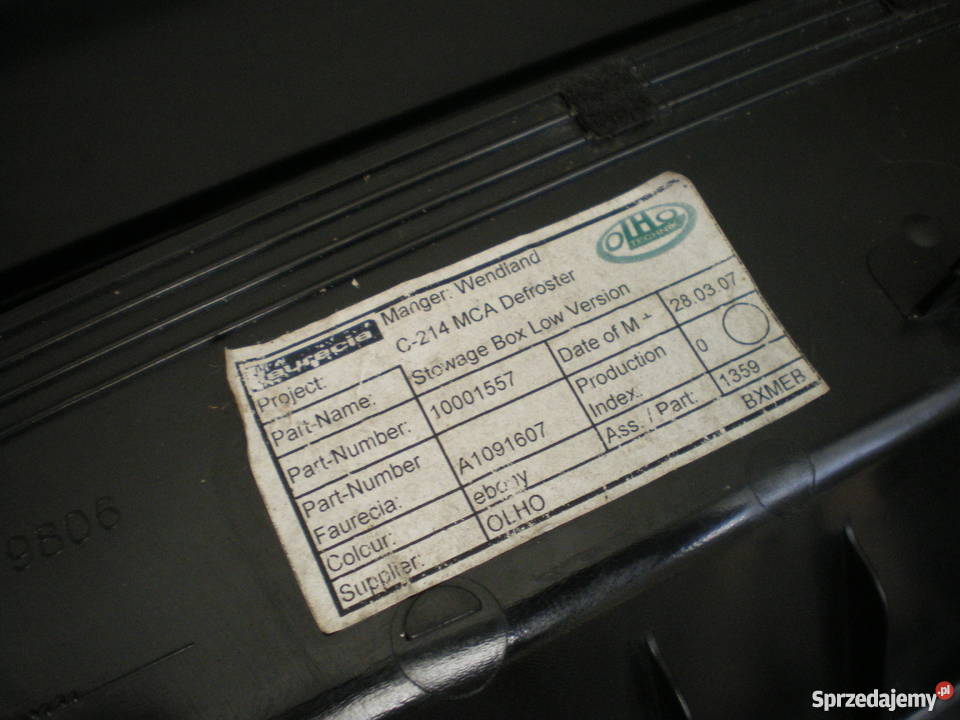 faurecia Manger: Wendland
OLHO
TECHNIK
Project: C-214 MCA Defroster
Part-Name: Stowage Box Low Version
Part-Number: 10001557 Date of M + 28.03.07
Part-Number
Faurecia: A1091607 Production
Index: 0
Colour: ebony Ass. / Part: 1359
Supplier: OLHO BXMEB
9B06
Sprzedajemy.pl